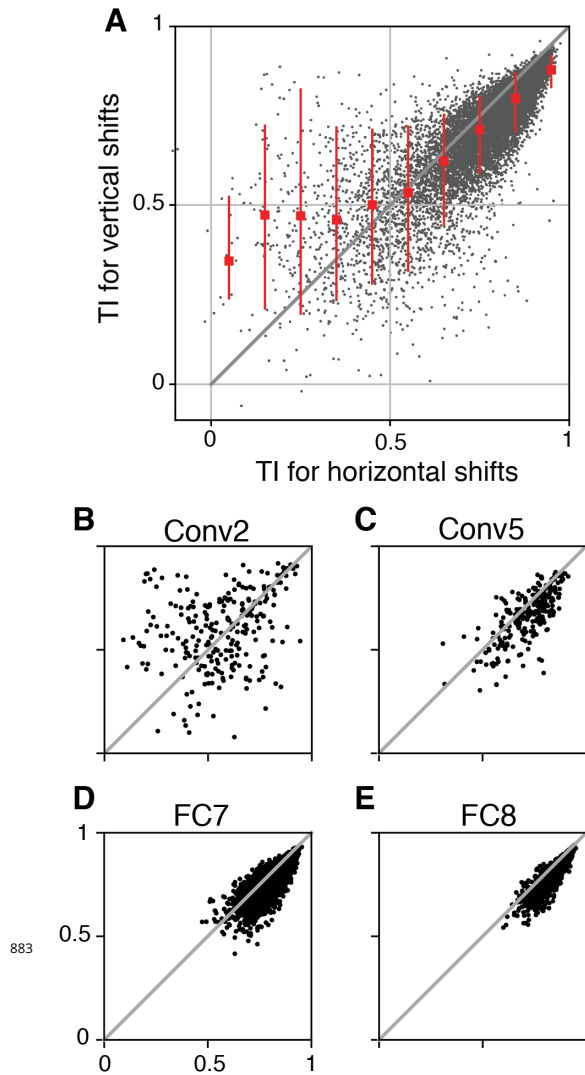 A
1
TI for vertical shifts
0.5
0
0
0.5
1
TI for horizontal shifts
B
Conv2
C
Conv5
D
FC7
E
FC8
1
0.5
0
0
0.5
1
883